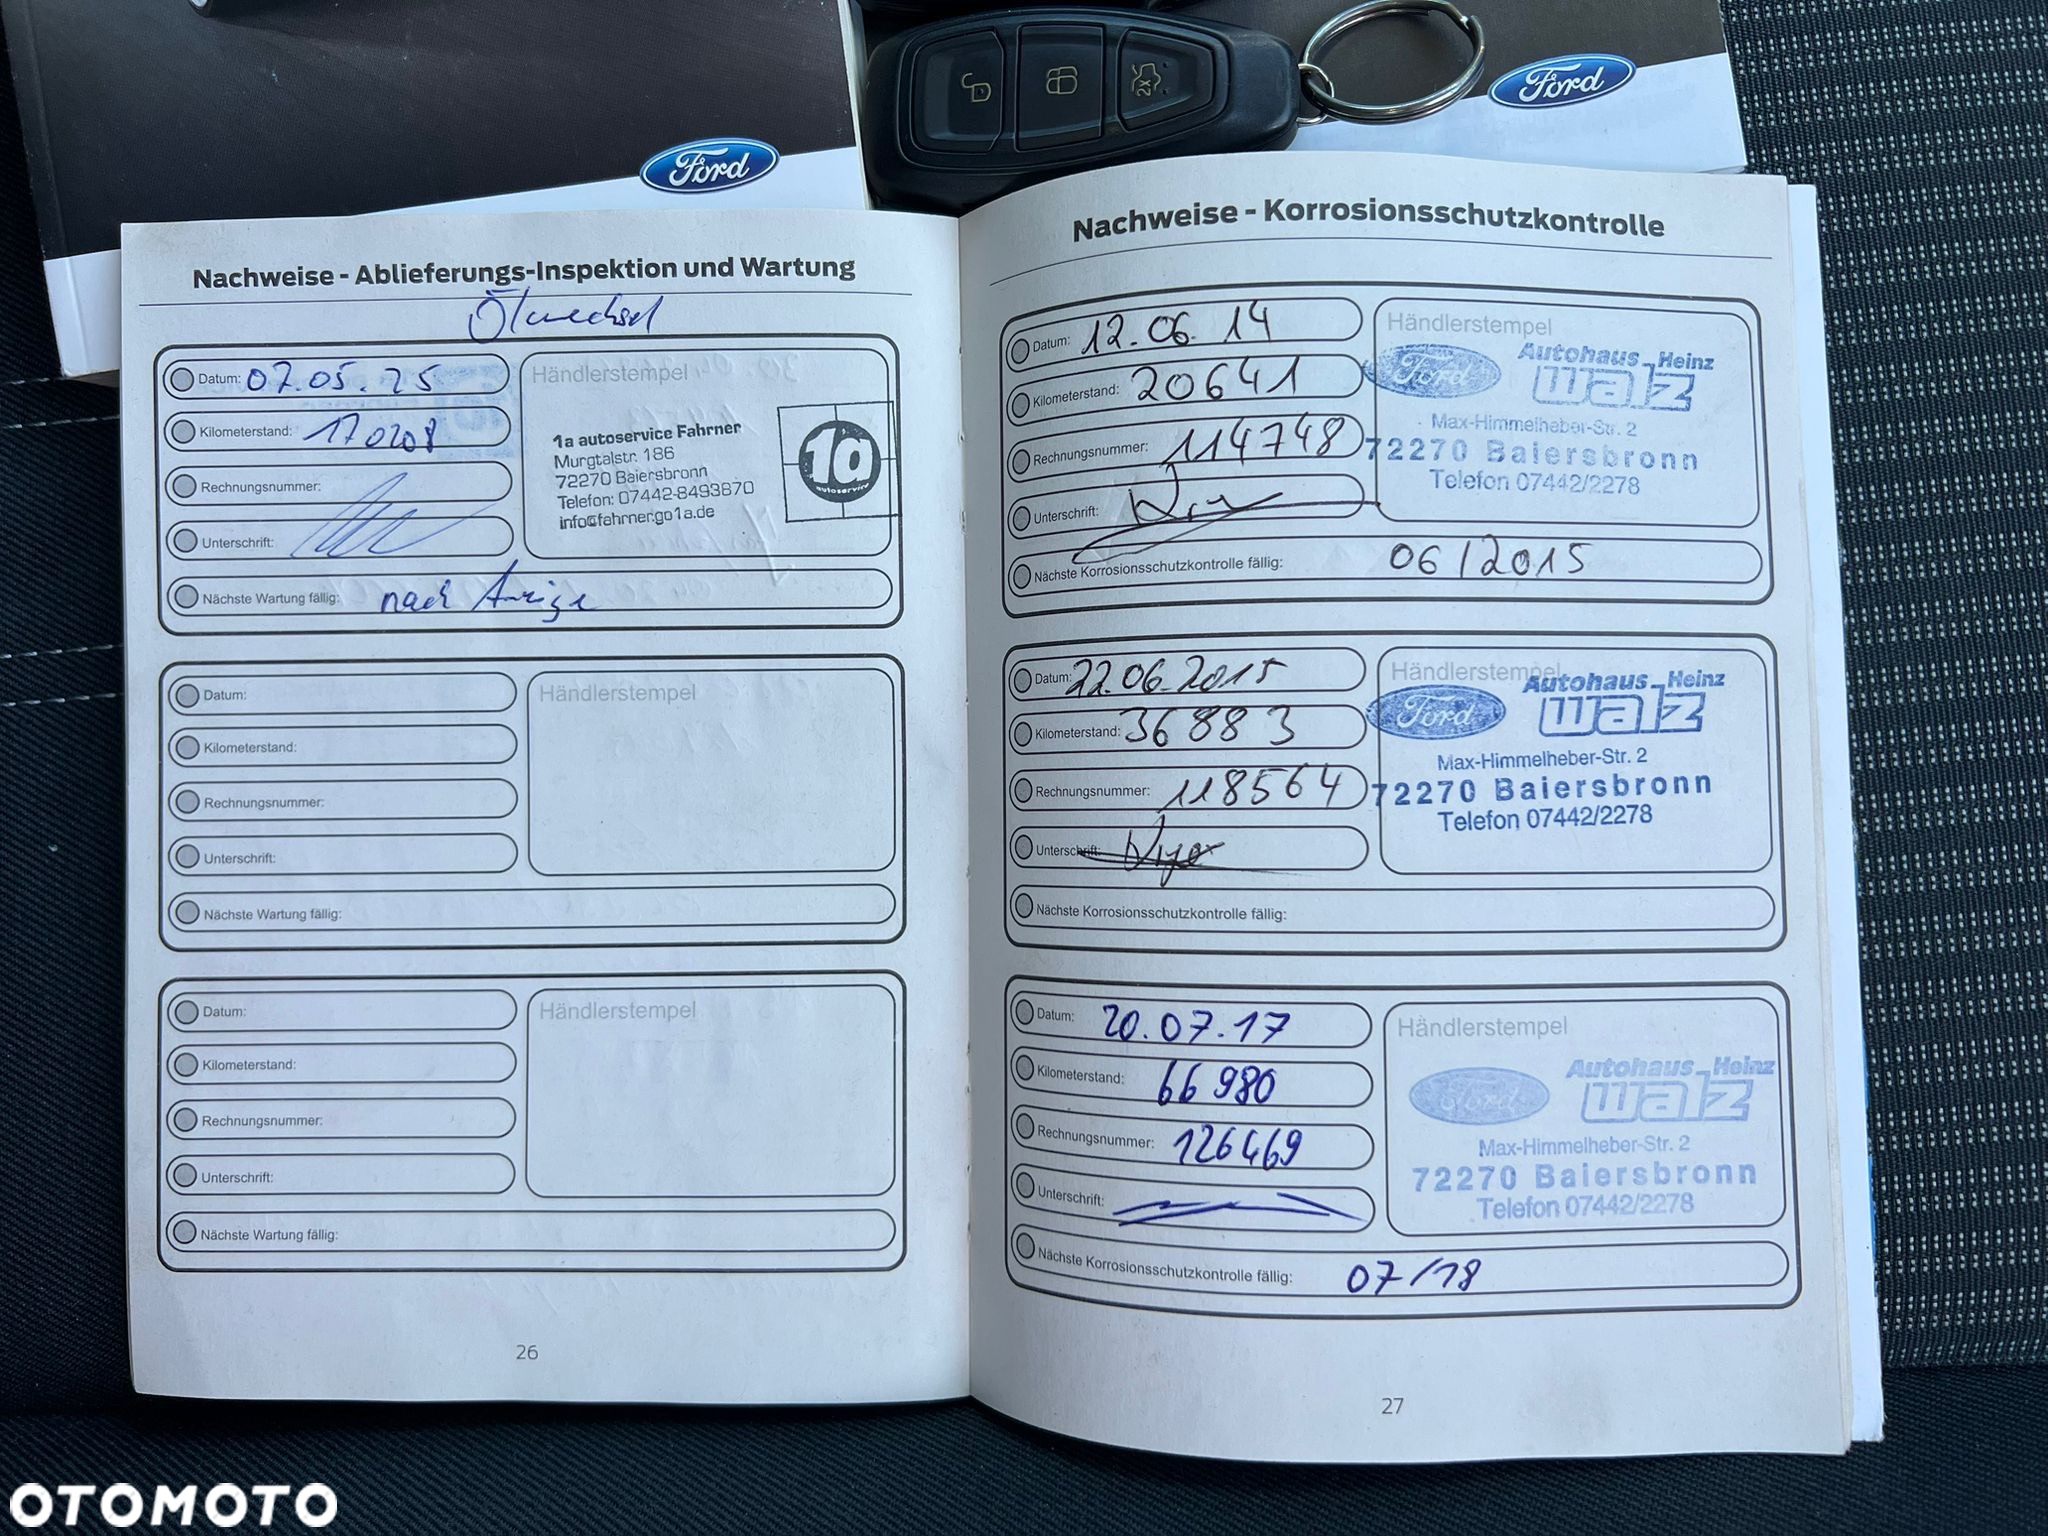 Ford
Ford
2x
Nachweise - Ablieferungs-Inspektion und Wartung
Ölwechsel
Datum: 07.05.25
Kilometerstand: 170208
Rechnungsnummer:
Unterschrift:
Nächste Wartung fällig: nach Anzeige
Händlerstempel
1a autoservice Fahrner
Murgtalstr. 186
72270 Baiersbronn
Telefon: 07442-8493870
info@fahrner.go1a.de
1a
autoservice
Datum:
Kilometerstand:
Rechnungsnummer:
Unterschrift:
Nächste Wartung fällig:
Händlerstempel
Datum:
Kilometerstand:
Rechnungsnummer:
Unterschrift:
Nächste Wartung fällig:
Händlerstempel
26
Nachweise - Korrosionsschutzkontrolle
Datum: 12.06.14
Kilometerstand: 20641
Rechnungsnummer: 114748
Unterschrift:
Nächste Korrosionsschutzkontrolle fällig: 06/2015
Händlerstempel
Ford Autohaus Heinz
Walz
Max-Himmelheber-Str. 2
72270 Baiersbronn
Telefon 07442/2278
Datum: 22.06.2015
Kilometerstand: 36883
Rechnungsnummer: 118564
Unterschrift:
Nächste Korrosionsschutzkontrolle fällig:
Händlerstempel
Ford Autohaus Heinz
Walz
Max-Himmelheber-Str. 2
72270 Baiersbronn
Telefon 07442/2278
Datum: 20.07.17
Kilometerstand: 66980
Rechnungsnummer: 126469
Unterschrift:
Nächste Korrosionsschutzkontrolle fällig: 07/18
Händlerstempel
Ford Autohaus Heinz
Walz
Max-Himmelheber-Str. 2
72270 Baiersbronn
Telefon 07442/2278
27
OTOMOTO